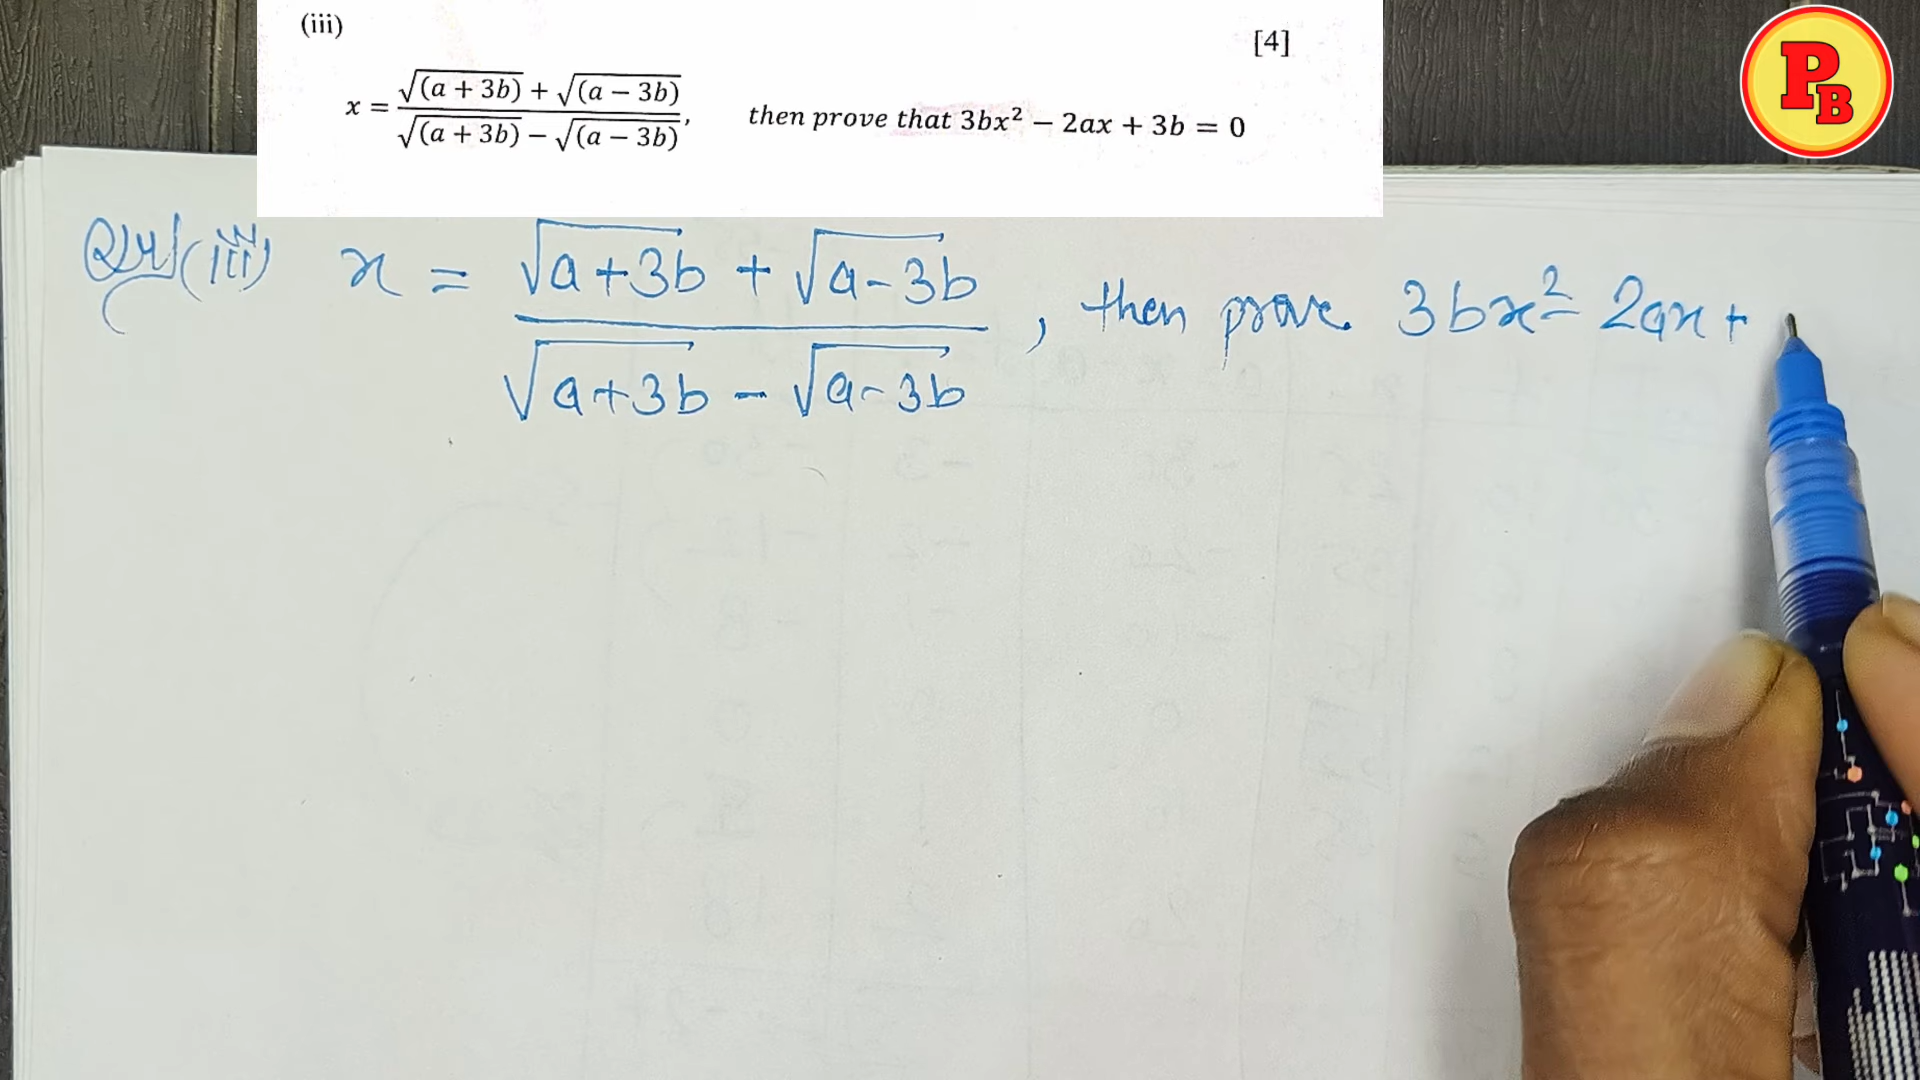 (iii)
[4]
x = (√(a + 3b) + √(a − 3b)) / (√(a + 3b) − √(a − 3b)), then prove that 3bx² − 2ax + 3b = 0
PB
(iii) x = (√a+3b + √a-3b) / (√a+3b - √a-3b), then prove 3bx² - 2ax +